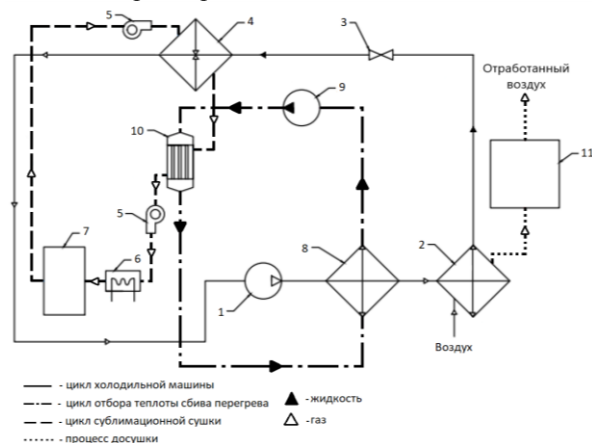 5
4
3
Отработанный
воздух
9
10
11
5
7
6
8
2
1
Воздух
- цикл холодильной машины
- цикл отбора теплоты сбива перегрева
- цикл сублимационной сушки
- процесс досушки
- жидкость
- газ